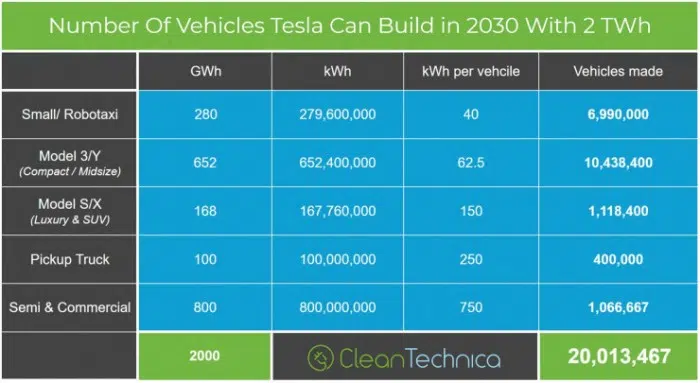 Number Of Vehicles Tesla Can Build in 2030 With 2 TWh
GWh kWh kWh per vehcile Vehicles made
Small/ Robotaxi 280 279,600,000 40 6,990,000
Model 3/Y
(Compact / Midsize)
652 652,400,000 62.5 10,438,400
Model S/X
(Luxury & SUV)
168 167,760,000 150 1,118,400
Pickup Truck 100 100,000,000 250 400,000
Semi & Commercial 800 800,000,000 750 1,066,667
2000 CleanTechnica 20,013,467